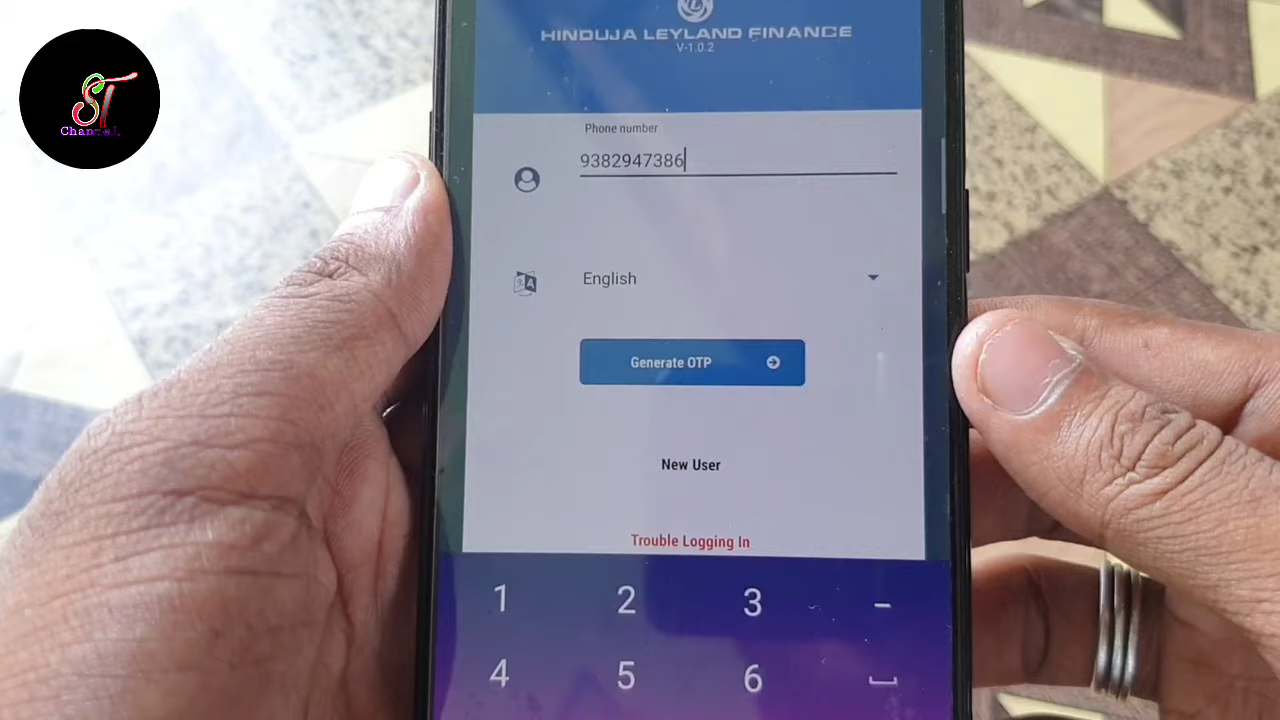 ST
Channel
HINDUJA LEYLAND FINANCE
V-1.0.2
Phone number
9382947386
English
Generate OTP
New User
Trouble Logging In
1 2 3 -
4 5 6